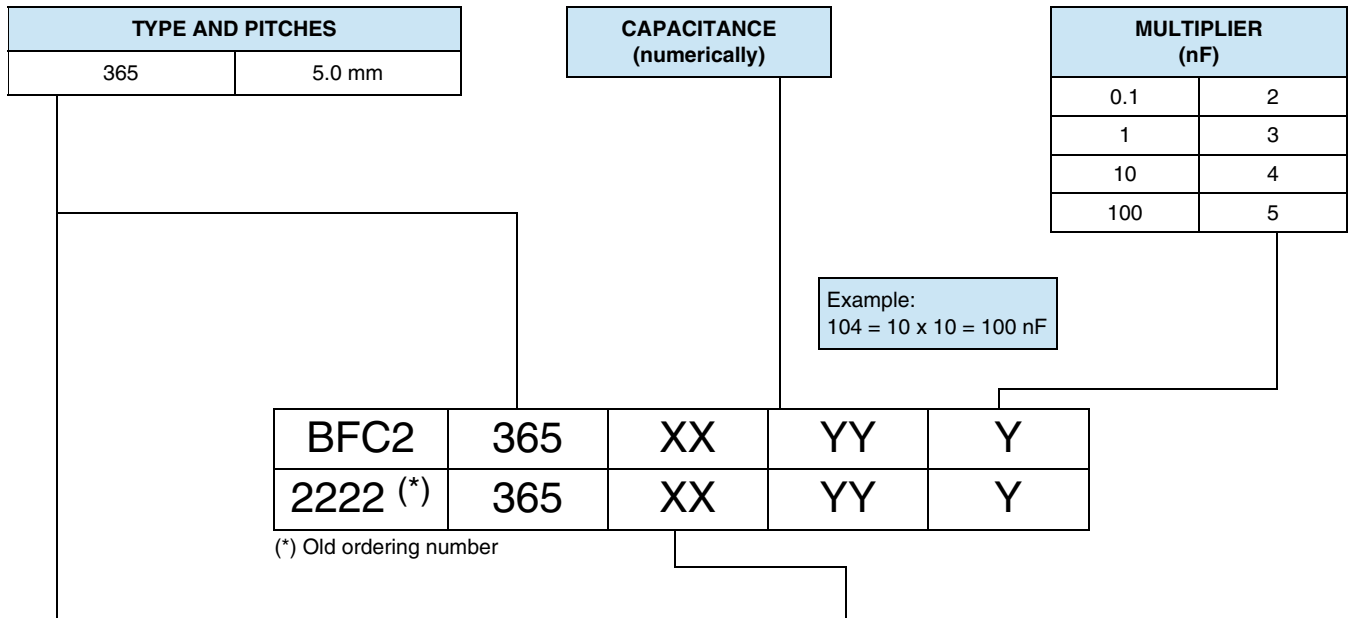 TYPE AND PITCHES
365 5.0 mm
CAPACITANCE
(numerically)
MULTIPLIER
(nF)
0.1 2
1 3
10 4
100 5
Example:
104 = 10 x 10 = 100 nF
BFC2 365 XX YY Y
2222 (*) 365 XX YY Y
(*) Old ordering number